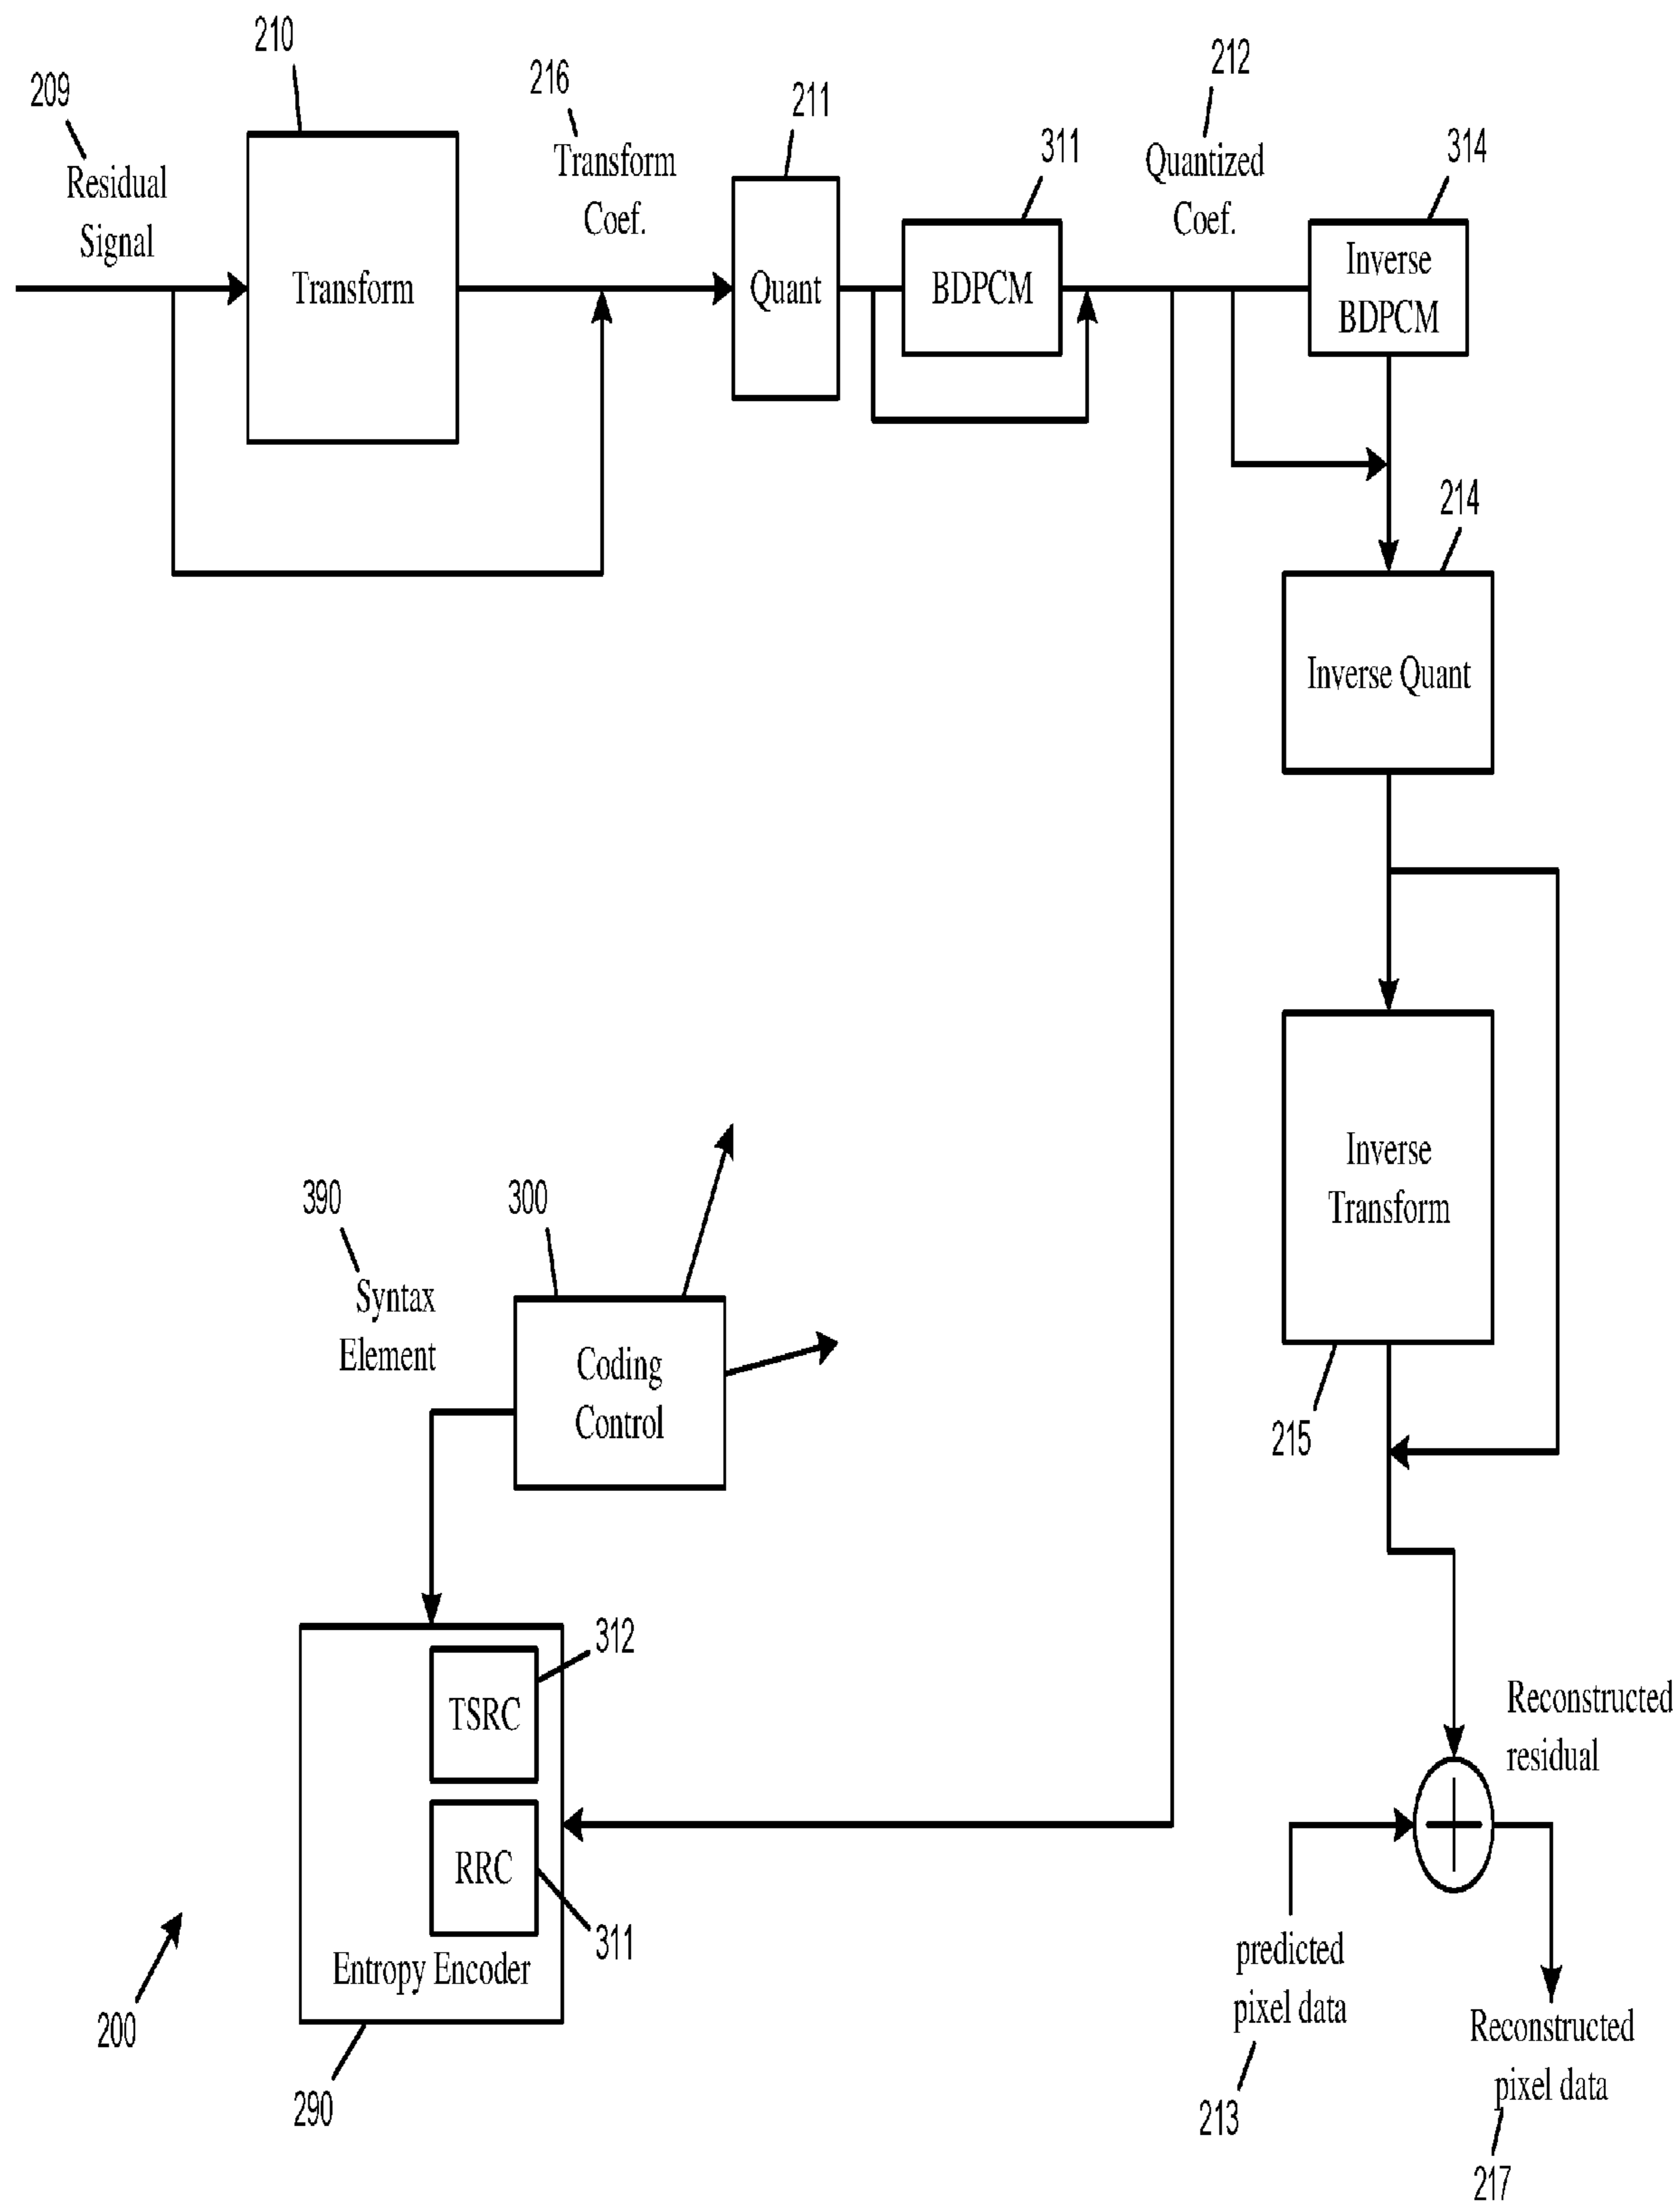 210
209
216
212
211
311
314
Residual
Signal
Transform
Coef.
Quantized
Coef.
Transform
Quant
BDPCM
Inverse
BDPCM
214
Inverse Quant
390
300
Syntax
Element
Coding
Control
Inverse
Transform
215
312
TSRC
RRC
311
Entropy Encoder
290
200
Reconstructed
residual
predicted
pixel data
213
Reconstructed
pixel data
217